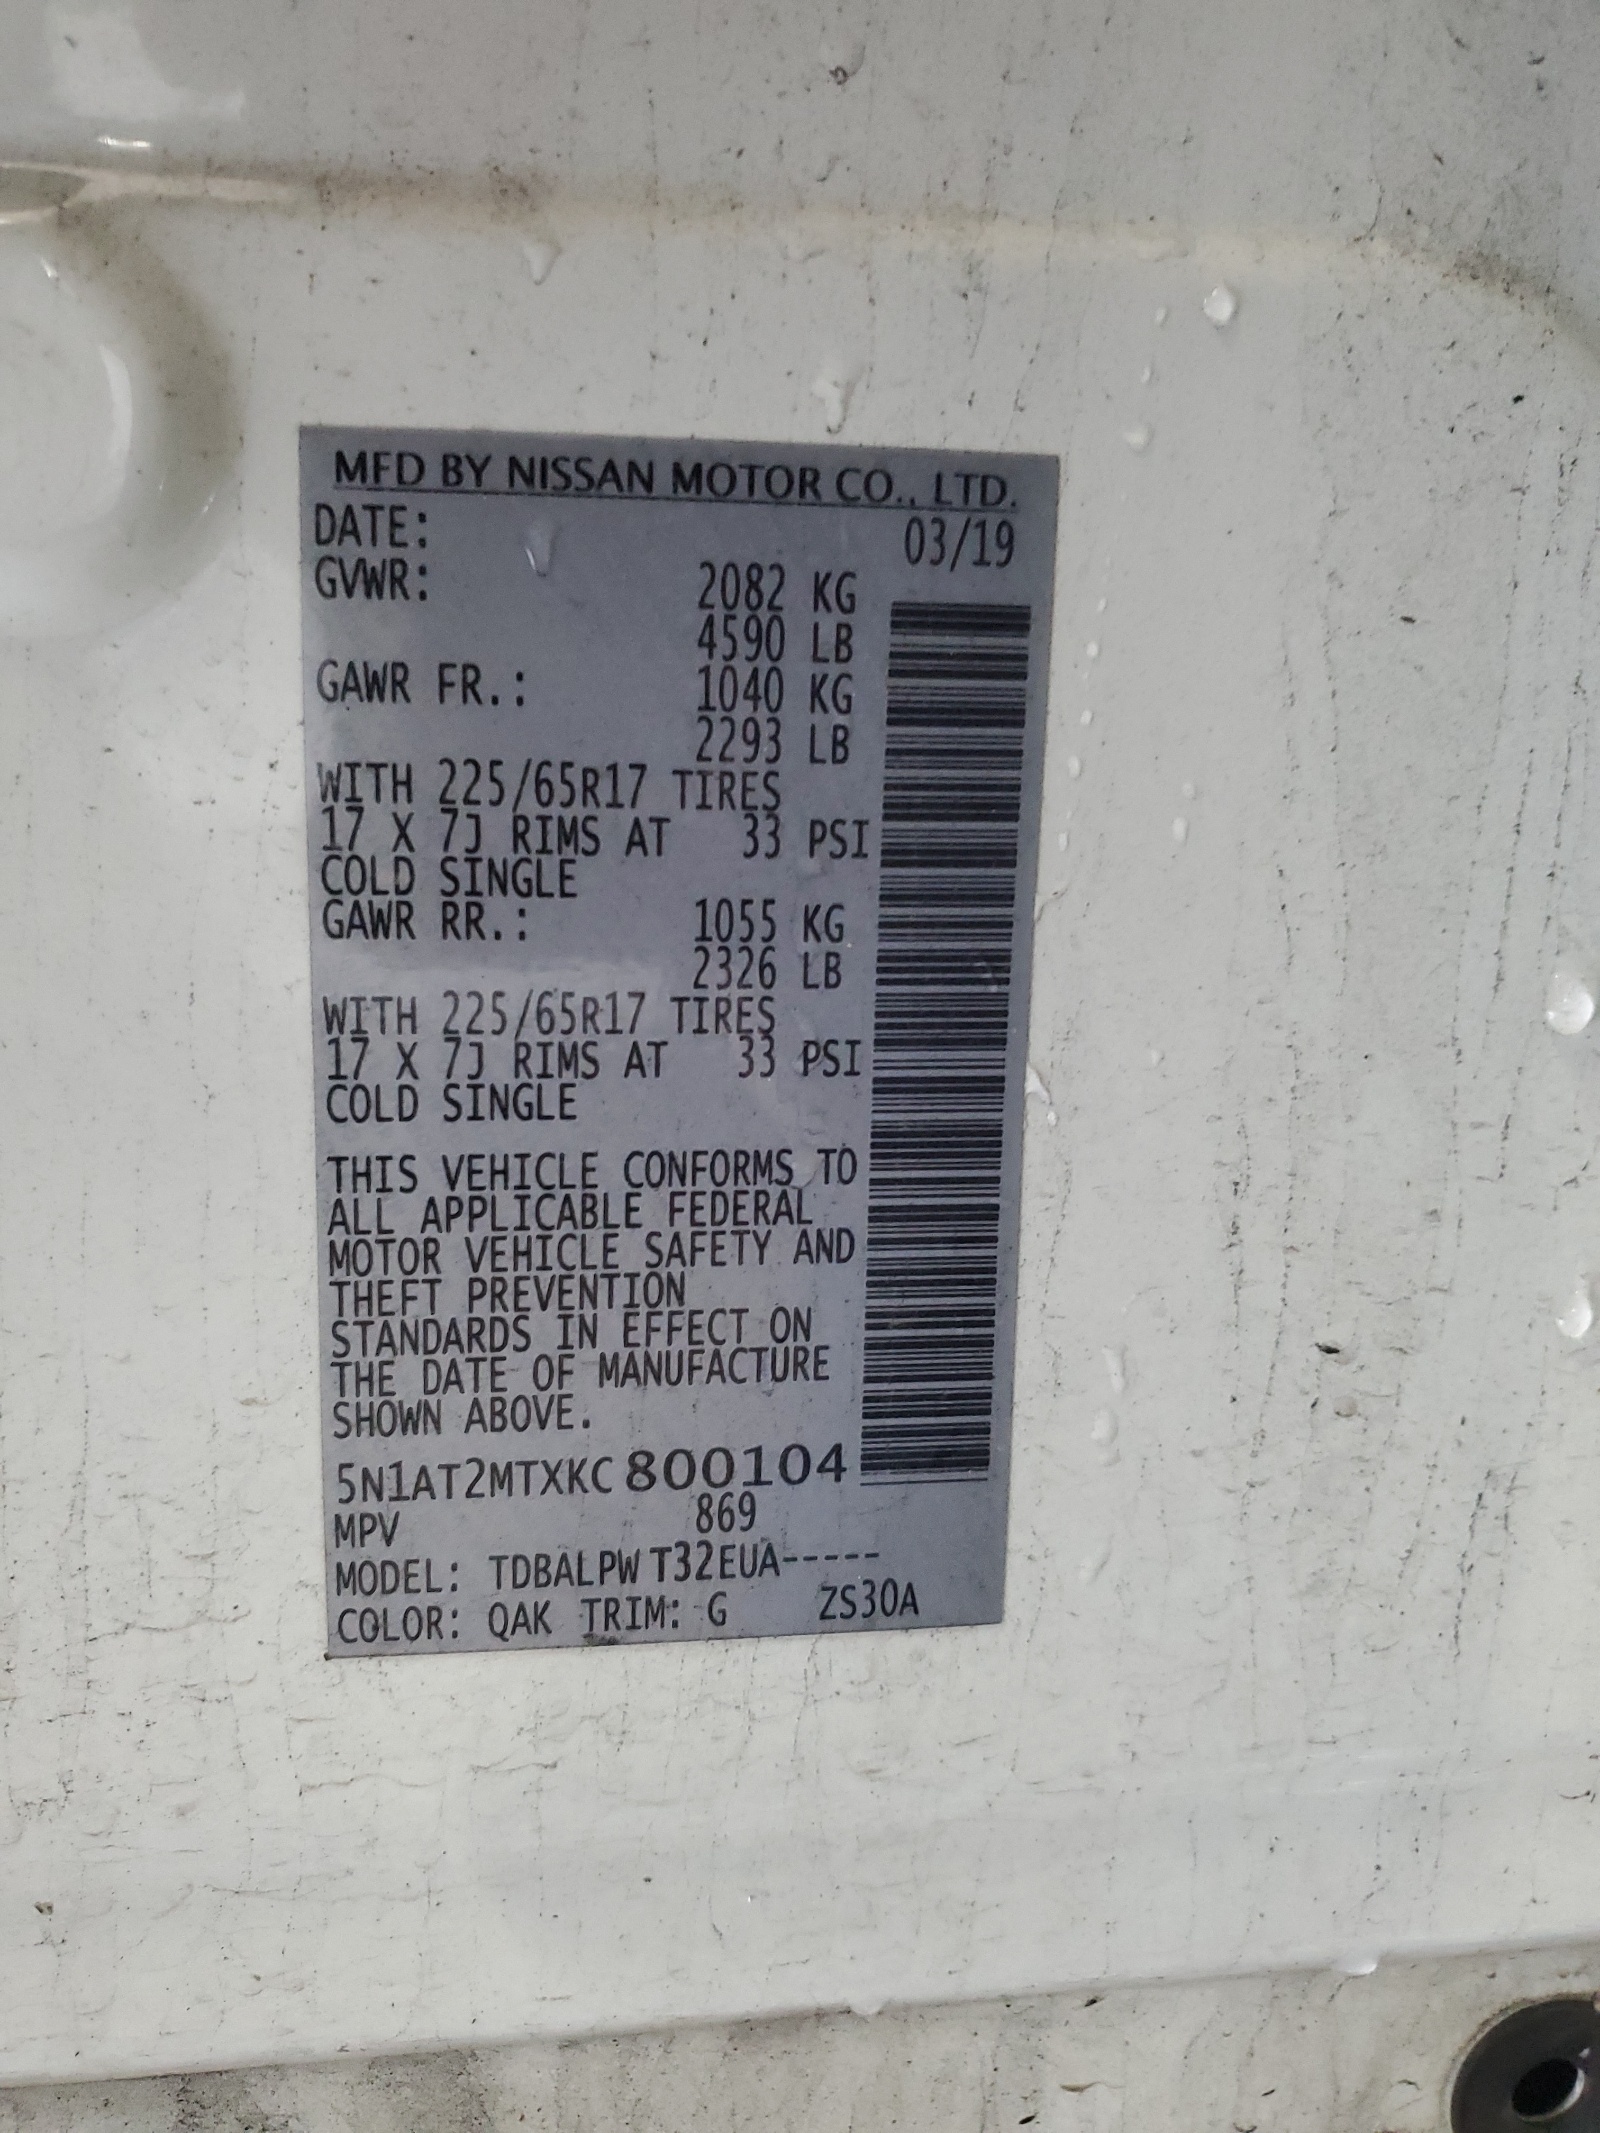 MFD BY NISSAN MOTOR CO., LTD.
DATE: 03/19
GVWR: 2082 KG
4590 LB
GAWR FR.: 1040 KG
2293 LB
WITH 225/65R17 TIRES
17 X 7J RIMS AT 33 PSI
COLD SINGLE
GAWR RR.: 1055 KG
2326 LB
WITH 225/65R17 TIRES
17 X 7J RIMS AT 33 PSI
COLD SINGLE
THIS VEHICLE CONFORMS TO
ALL APPLICABLE FEDERAL
MOTOR VEHICLE SAFETY AND
THEFT PREVENTION
STANDARDS IN EFFECT ON
THE DATE OF MANUFACTURE
SHOWN ABOVE.
5N1AT2MTXKC800104
MPV 869
MODEL: TDBALPWT32EUA-----
COLOR: QAK TRIM: G ZS30A